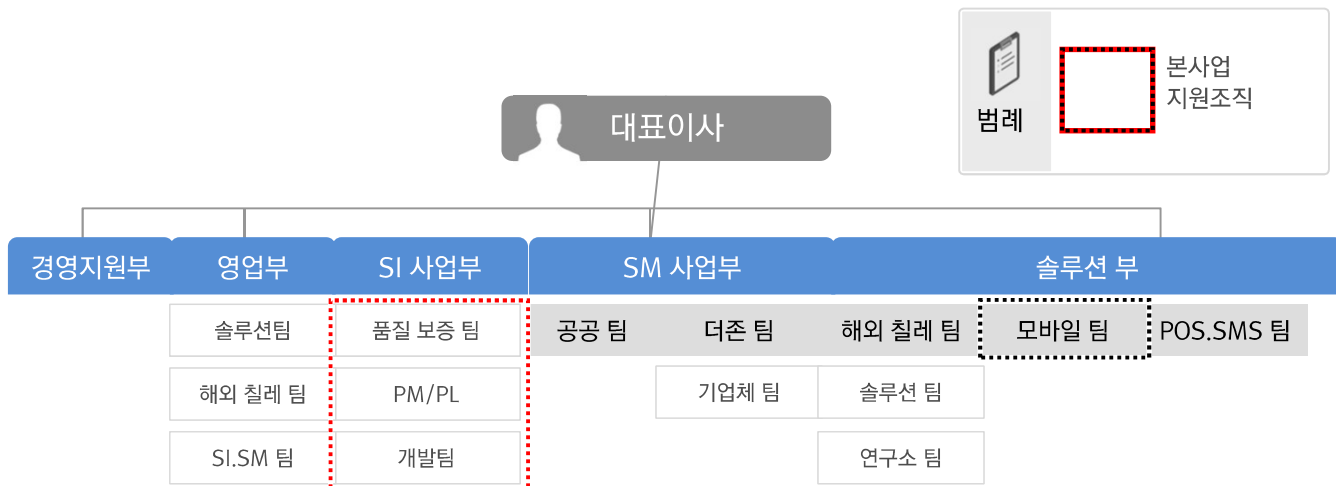 범례
본사업
지원조직
대표이사
경영지원부 영업부 SI 사업부 SM 사업부 솔루션 부
솔루션팀 품질 보증 팀 공공 팀 더존 팀 해외 칠레 팀 모바일 팀 POS.SMS 팀
해외 칠레 팀 PM/PL 기업체 팀 솔루션 팀
SI.SM 팀 개발팀 연구소 팀